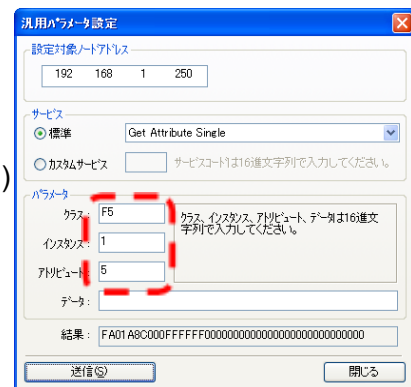 汎用パラメータ設定
設定対象ノードアドレス
192 168 1 250
サービス
標準 Get Attribute Single
カスタムサービス サービスコードは16進文字列で入力してください。
)
パラメータ
クラス: F5
クラス、インスタンス、アトリビュート、データは16進文字列で入力してください。
インスタンス: 1
アトリビュート: 5
データ:
結果: FA01A8C000FFFFFF00000000000000000000000000000000
送信(S) 閉じる